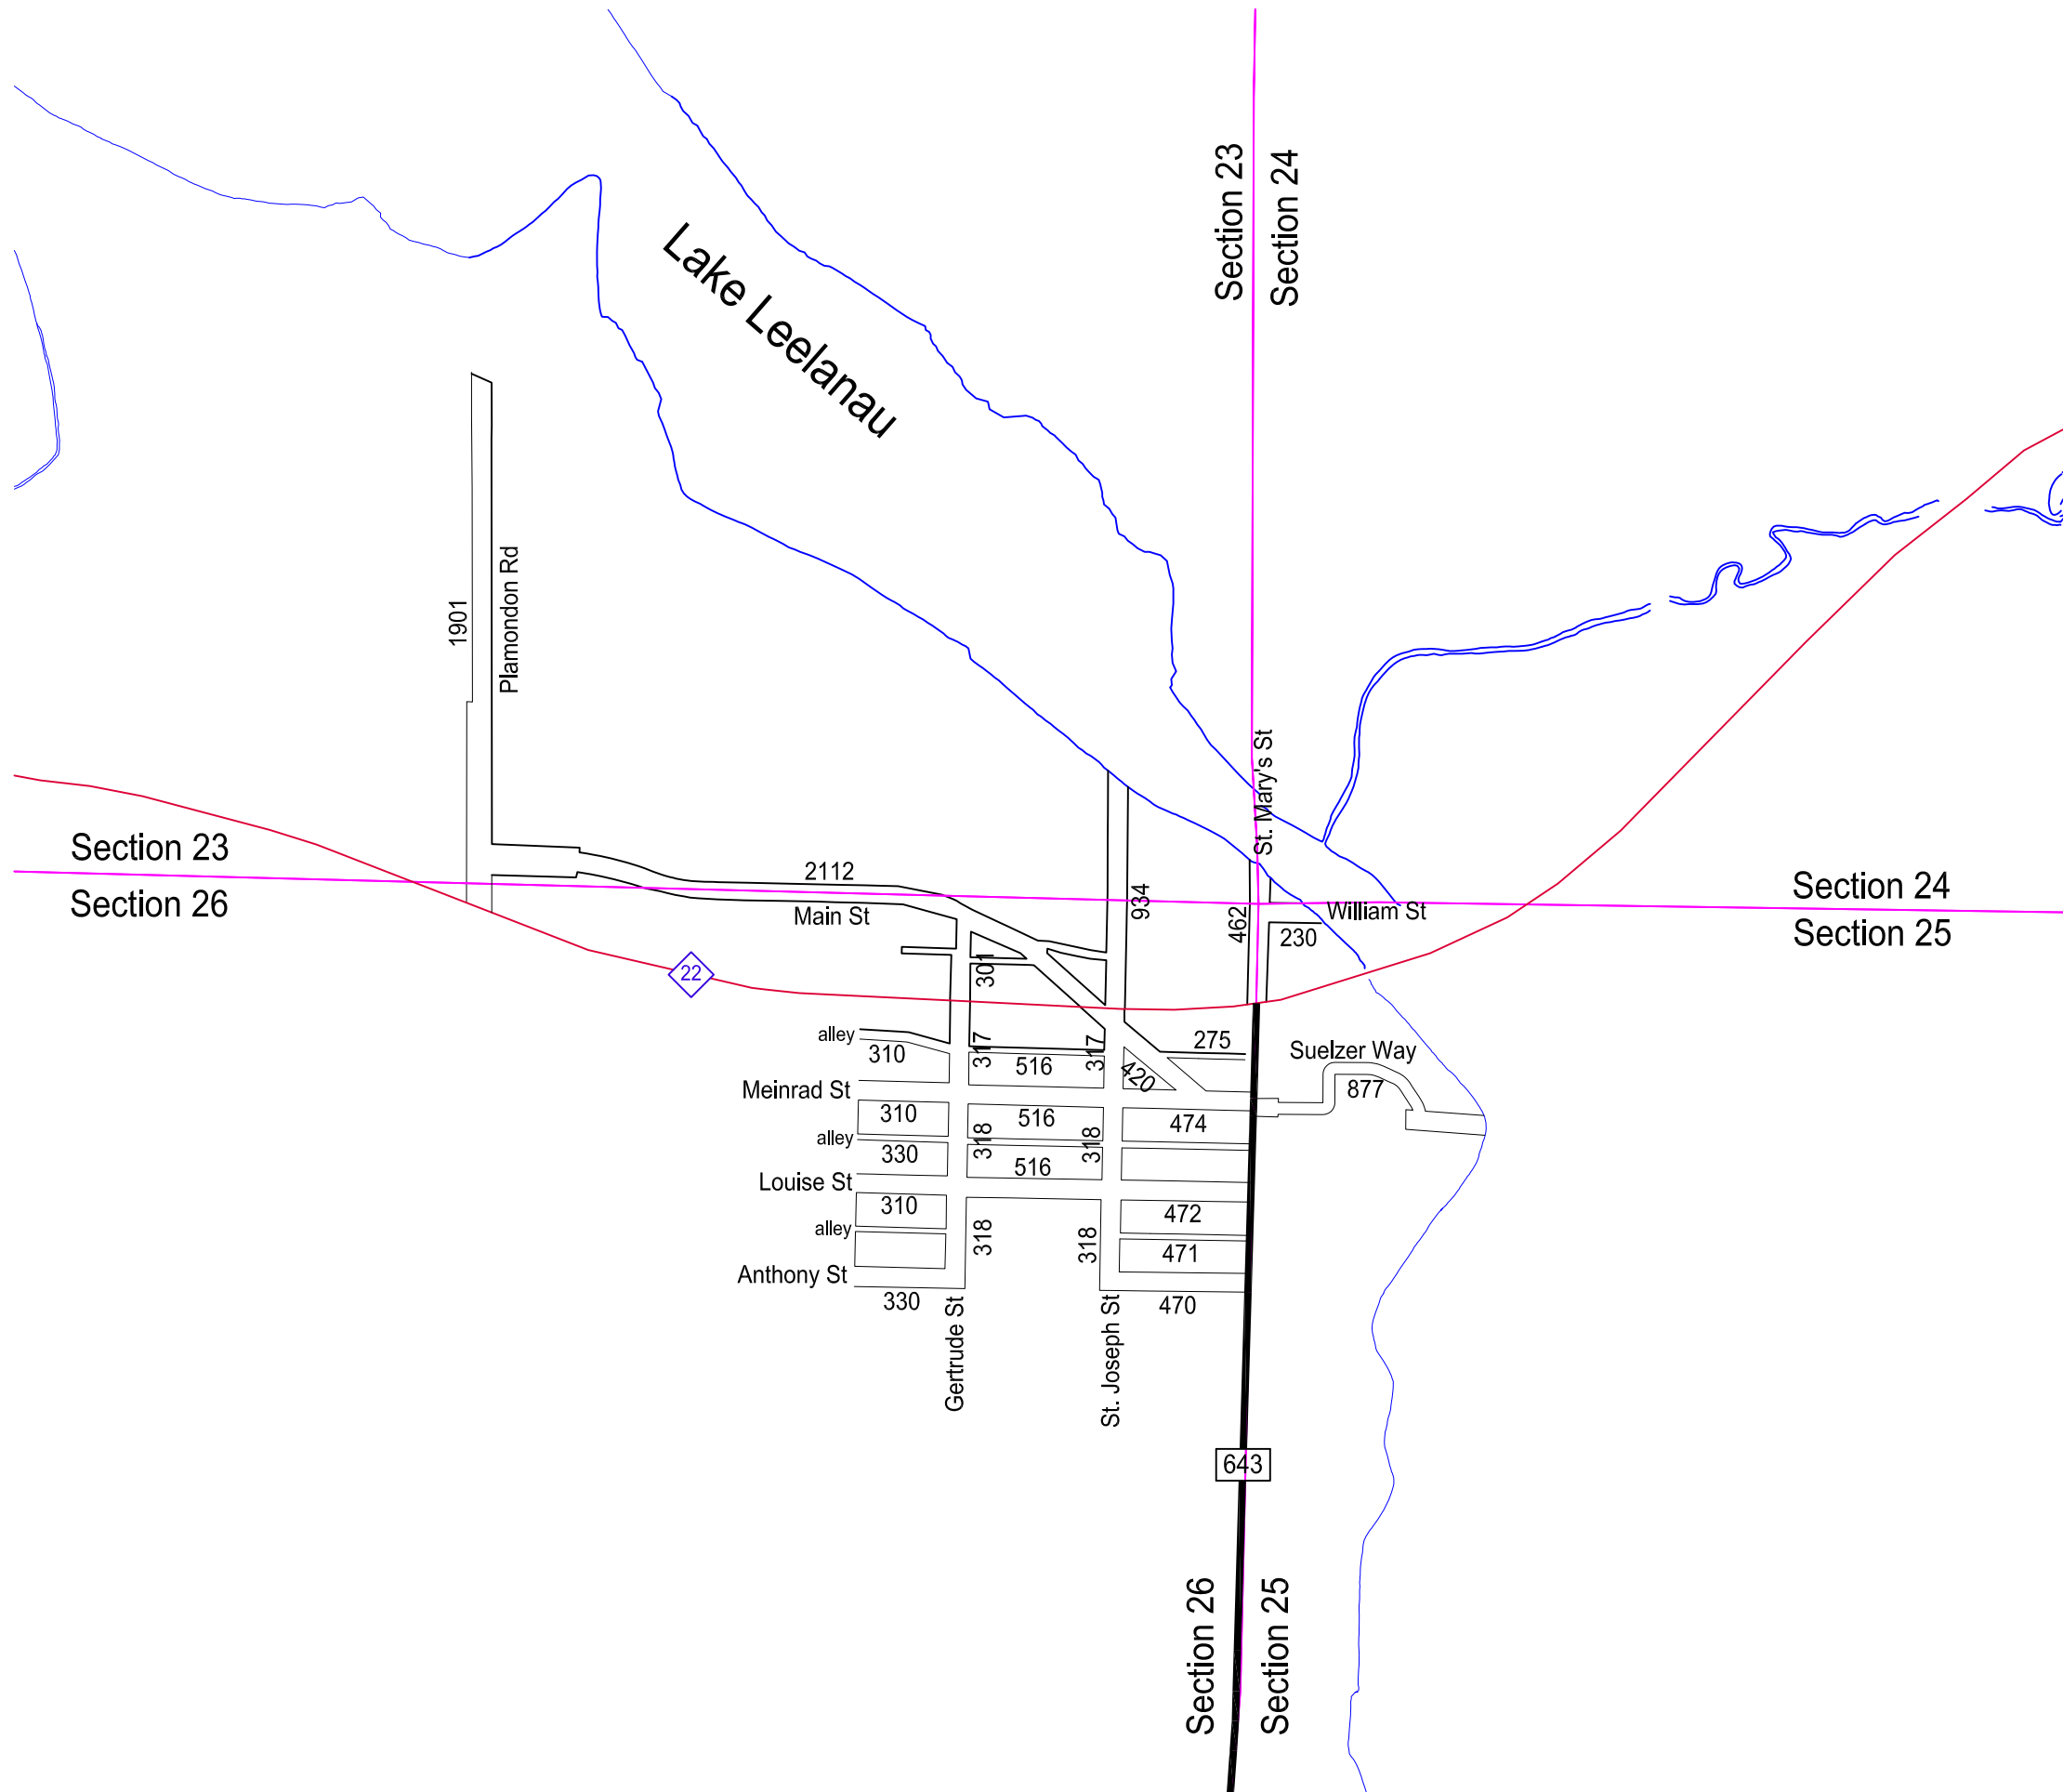 Section 23
Section 24
Lake Leelanau
1901
Plamondon Rd
St. Mary's St
Section 23
Section 26
2112
Main St
934
462
William St
230
Section 24
Section 25
301
22
alley
310
317
516
317
420
275
Suelzer Way
877
Meinrad St
310
516
474
alley
330
318
516
318
Louise St
310
472
alley
318
318
471
Anthony St
330
470
Gertrude St
St. Joseph St
643
Section 26
Section 25